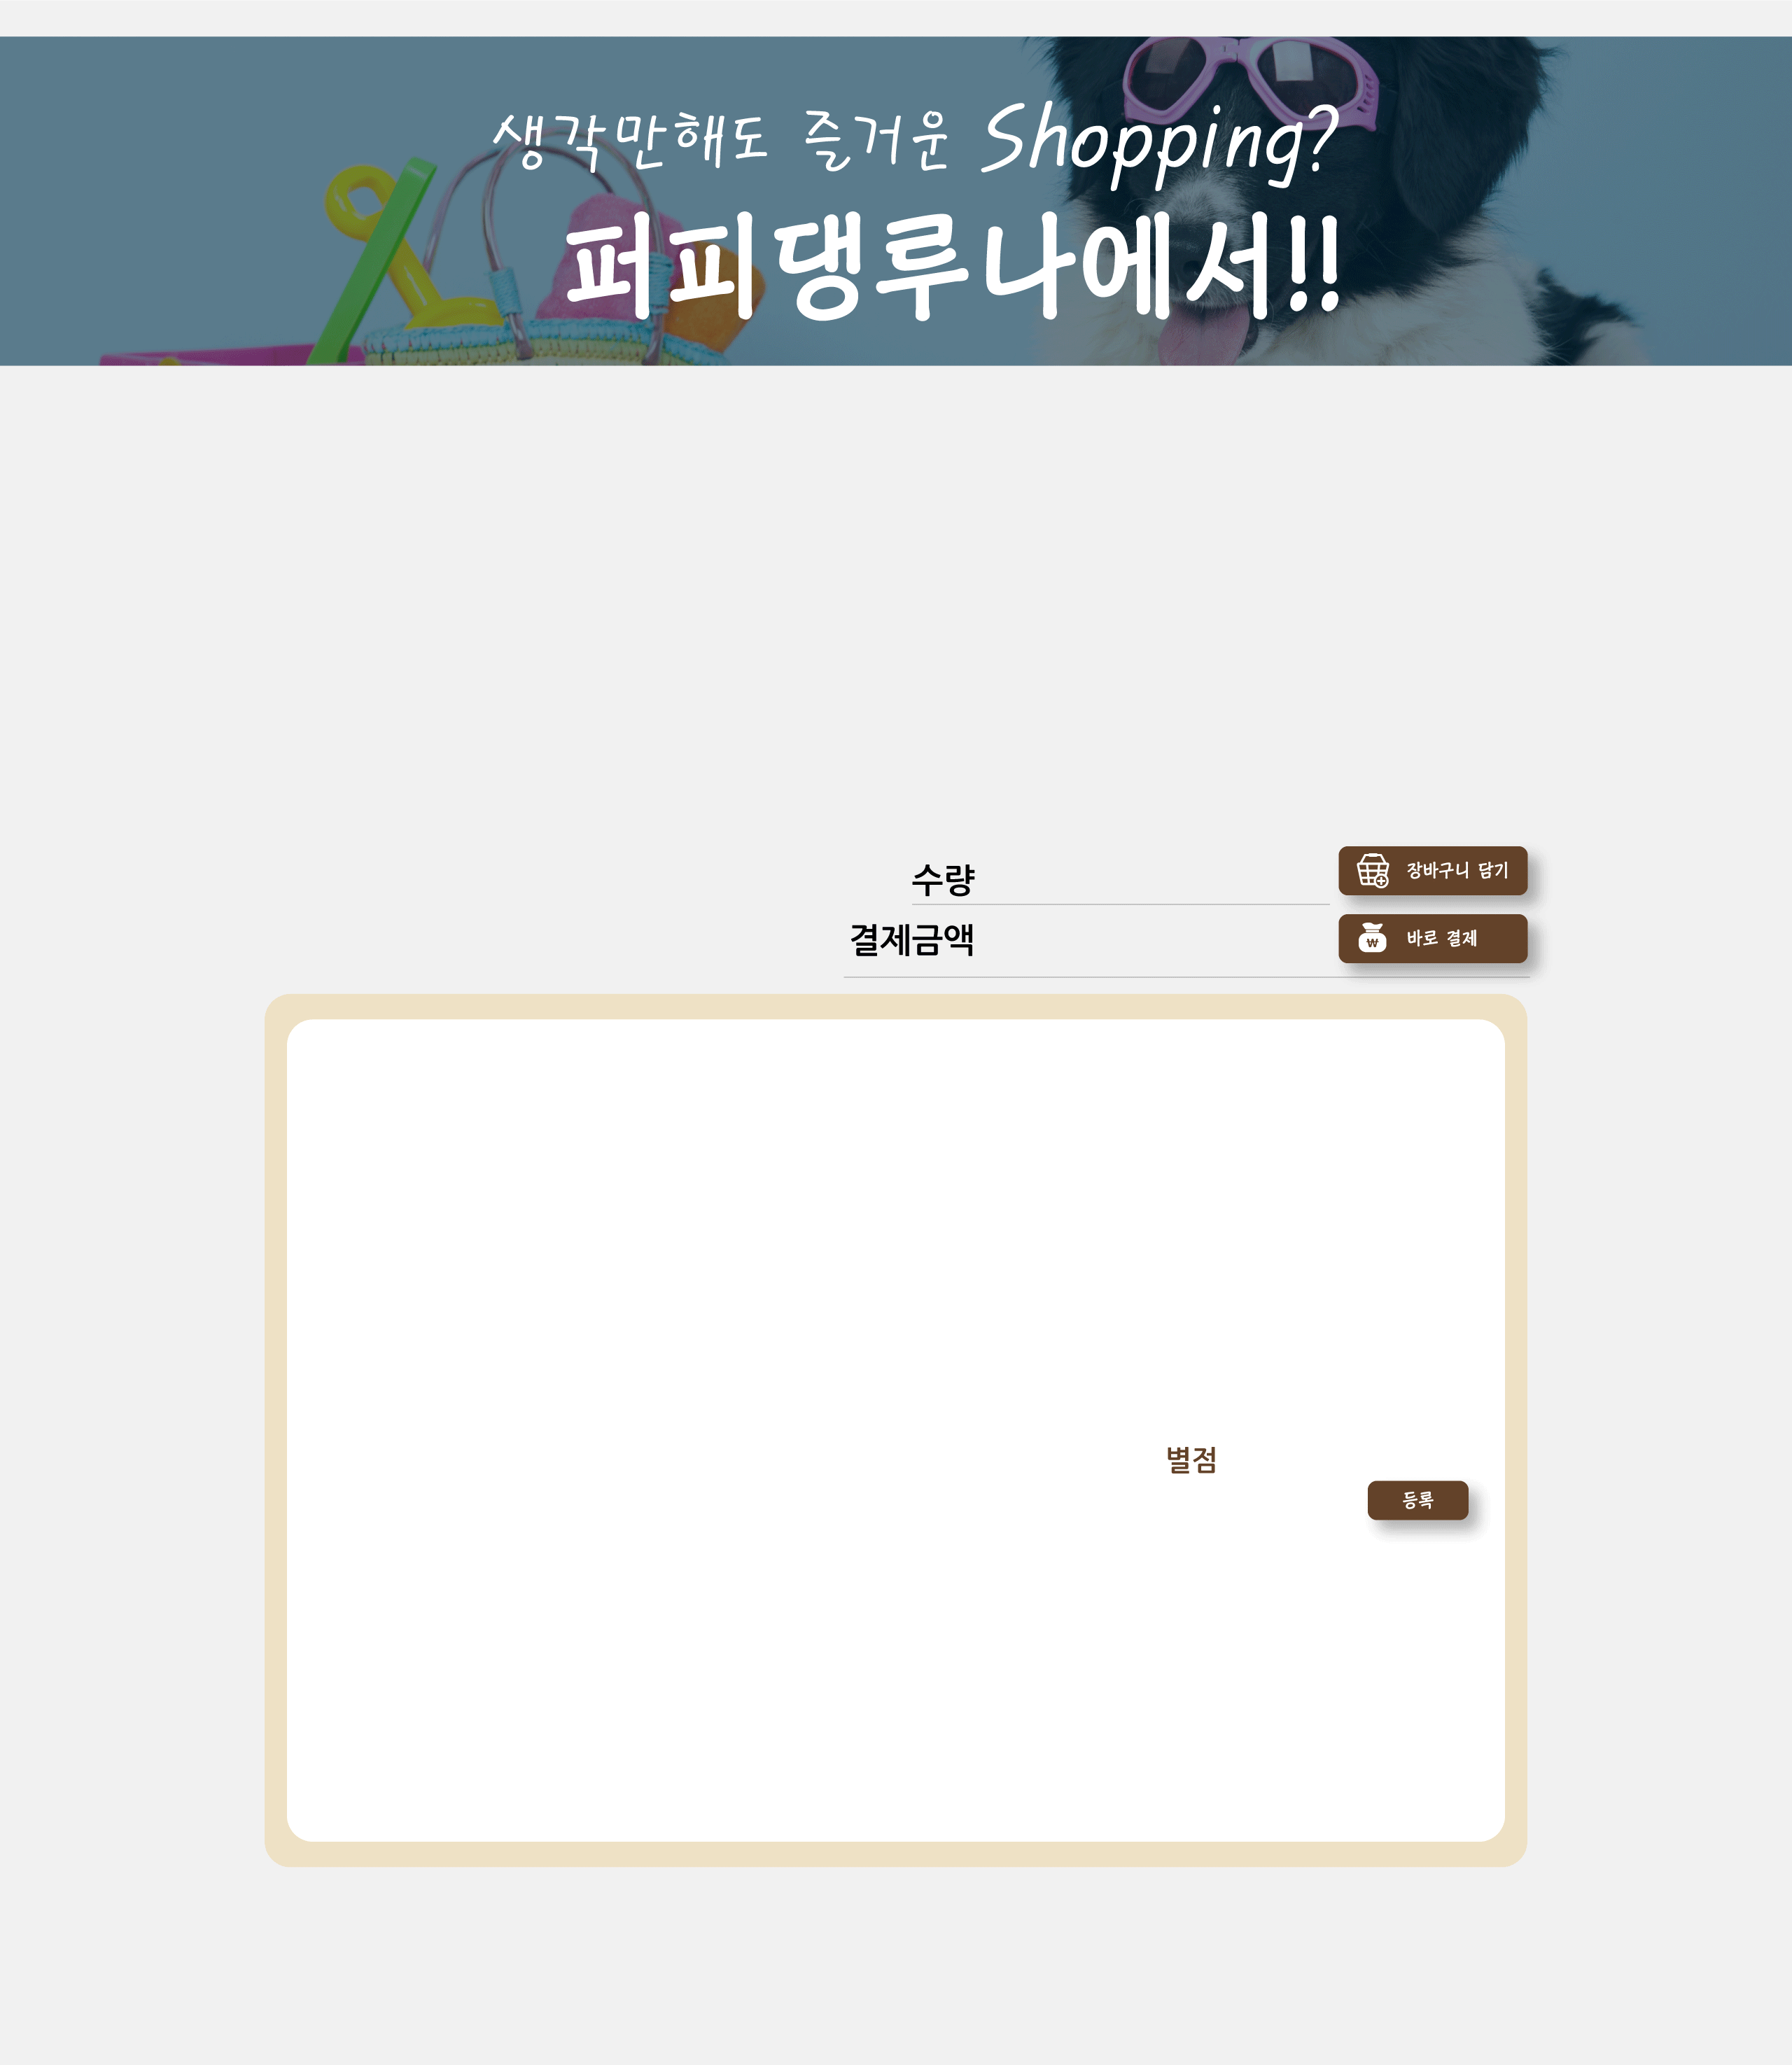 생각만해도 즐거운 Shopping?
퍼피댕루나에서!!
수량
장바구니 담기
결제금액
₩ 바로 결제
별점
등록